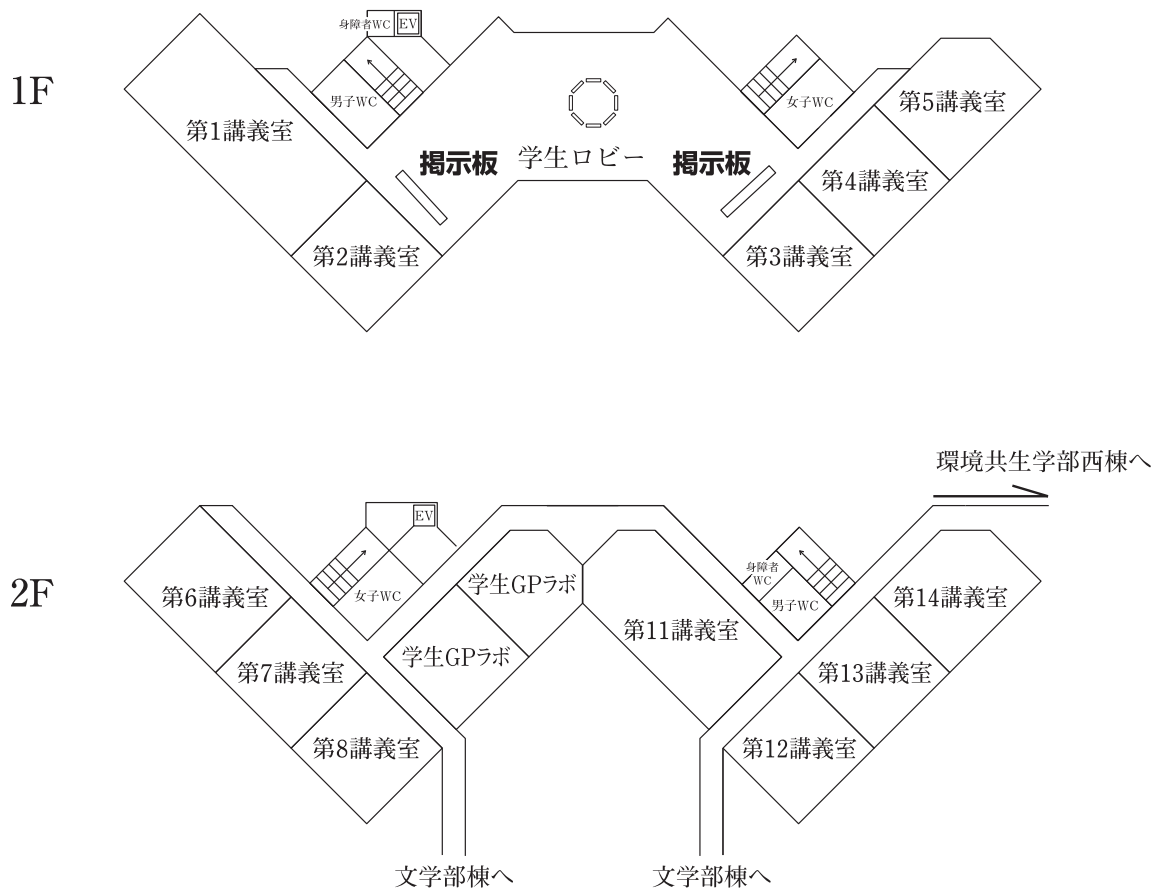 1F
身障者WC
EV
男子WC
女子WC
第1講義室
第5講義室
掲示板
学生ロビー
掲示板
第4講義室
第2講義室
第3講義室
環境共生学部西棟へ
2F
EV
女子WC
学生GPラボ
身障者
WC
男子WC
第6講義室
第14講義室
第11講義室
学生GPラボ
第7講義室
第13講義室
第8講義室
第12講義室
文学部棟へ
文学部棟へ